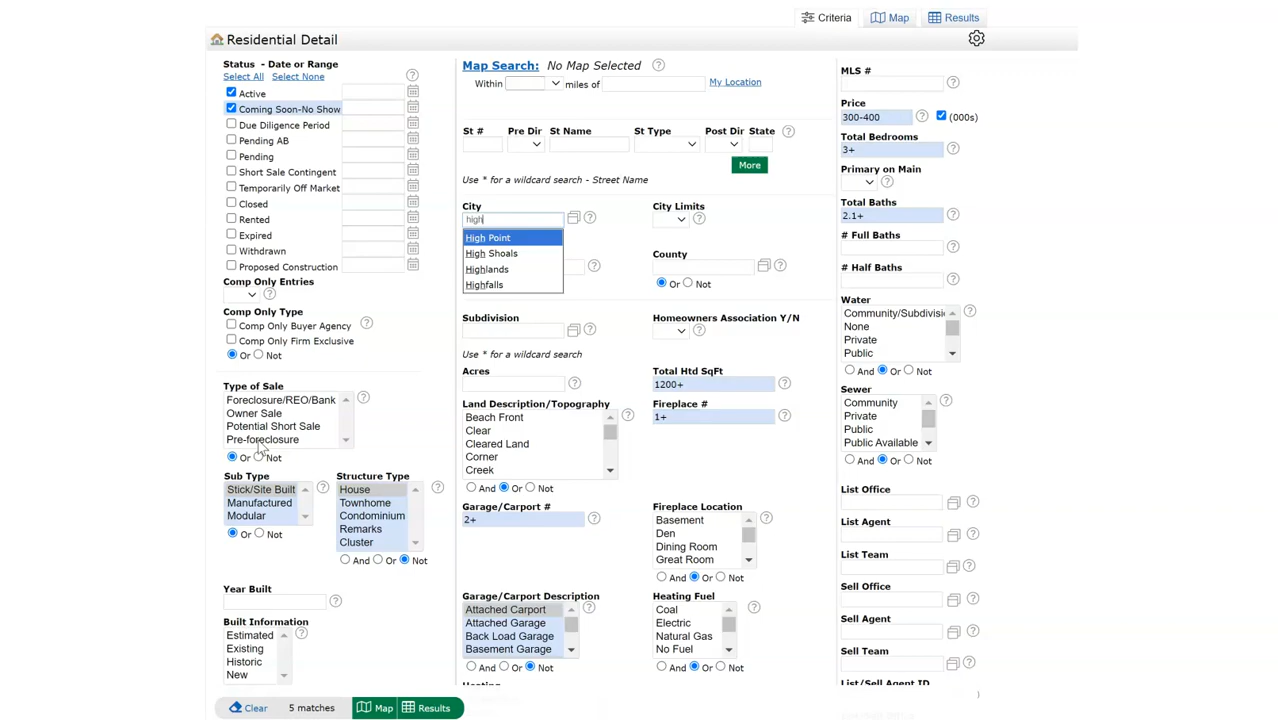 Criteria
Map
Results
Residential Detail
Status - Date or Range
Select All Select None
Active
Coming Soon-No Show
Due Diligence Period
Pending AB
Pending
Short Sale Contingent
Temporarily Off Market
Closed
Rented
Expired
Withdrawn
Proposed Construction
Comp Only Entries
Comp Only Type
Comp Only Buyer Agency
Comp Only Firm Exclusive
Or Not
Type of Sale
Foreclosure/REO/Bank
Owner Sale
Potential Short Sale
Pre-foreclosure
Or Not
Sub Type
Stick/Site Built
Manufactured
Modular
Or Not
Structure Type
House
Townhome
Condominium
Remarks
Cluster
And Or Not
Year Built
Built Information
Estimated
Existing
Historic
New
Map Search: No Map Selected
Within miles of My Location
St # Pre Dir St Name St Type Post Dir State
More
Use * for a wildcard search - Street Name
City
high
High Point
High Shoals
Highlands
Highfalls
City Limits
County
Or Not
Subdivision
Homeowners Association Y/N
Use * for a wildcard search
Acres
Total Htd SqFt
1200+
Land Description/Topography
Beach Front
Clear
Cleared Land
Corner
Creek
And Or Not
Fireplace #
1+
Garage/Carport #
2+
Fireplace Location
Basement
Den
Dining Room
Great Room
And Or Not
Garage/Carport Description
Attached Carport
Attached Garage
Back Load Garage
Basement Garage
And Or Not
Heating Fuel
Coal
Electric
Natural Gas
No Fuel
And Or Not
MLS #
Price
300-400 (000s)
Total Bedrooms
3+
Primary on Main
Total Baths
2.1+
# Full Baths
# Half Baths
Water
Community/Subdivisi
None
Private
Public
And Or Not
Sewer
Community
Private
Public
Public Available
And Or Not
List Office
List Agent
List Team
Sell Office
Sell Agent
Sell Team
List/Sell Agent ID
Clear 5 matches Map Results